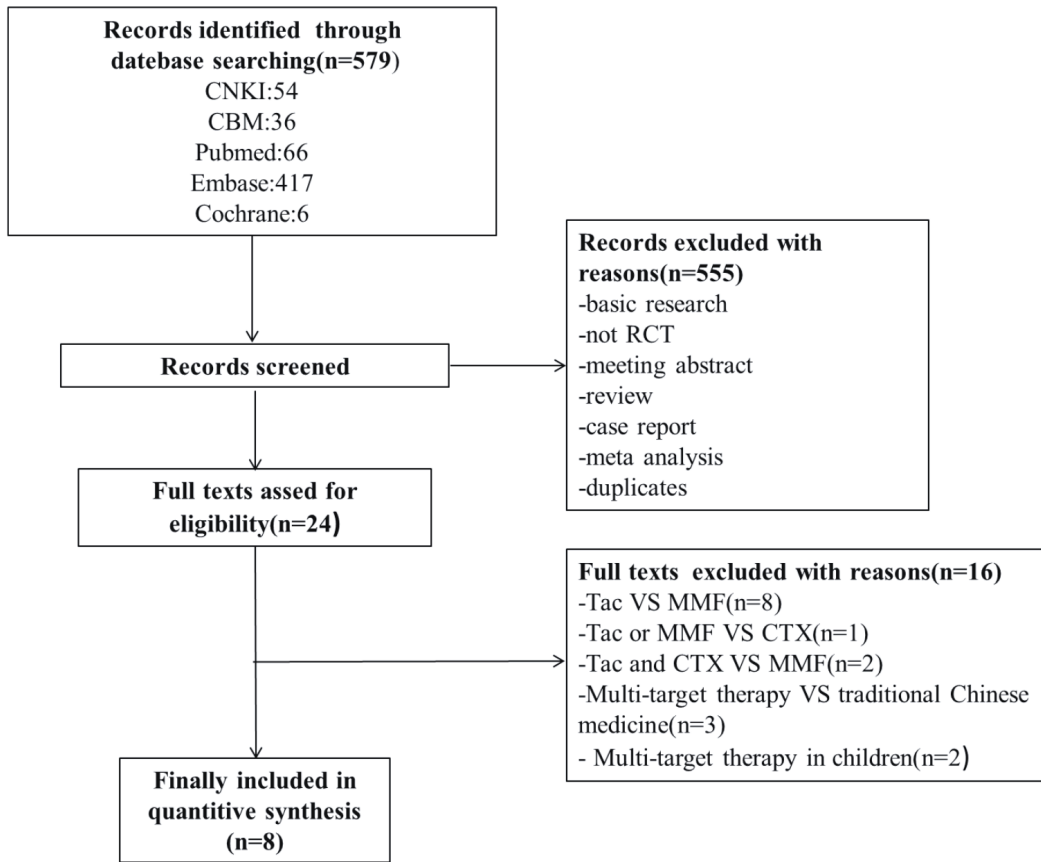 Records identified through
datebase searching(n=579)
CNKI:54
CBM:36
Pubmed:66
Embase:417
Cochrane:6
Records excluded with
reasons(n=555)
-basic research
-not RCT
-meeting abstract
-review
-case report
-meta analysis
-duplicates
Records screened
Full texts assed for
eligibility(n=24)
Full texts excluded with reasons(n=16)
-Tac VS MMF(n=8)
-Tac or MMF VS CTX(n=1)
-Tac and CTX VS MMF(n=2)
-Multi-target therapy VS traditional Chinese
medicine(n=3)
- Multi-target therapy in children(n=2)
Finally included in
quantitive synthesis
(n=8)